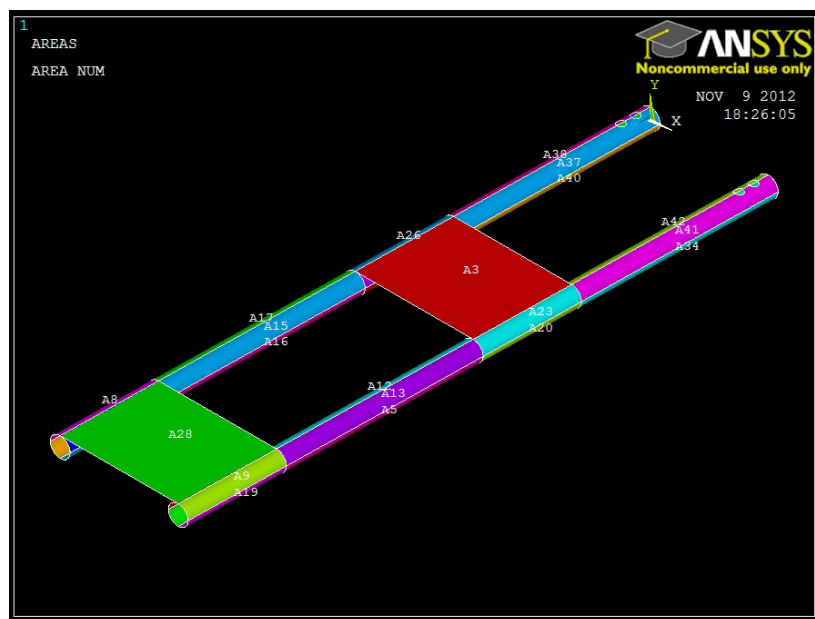 1
AREAS
AREA NUM
ANSYS
Noncommercial use only
NOV 9 2012
18:26:05
Y
X
A38
A37
A40
A42
A41
A34
A26
A3
A23
A20
A17
A15
A16
A12
A13
A5
A8
A28
A9
A19